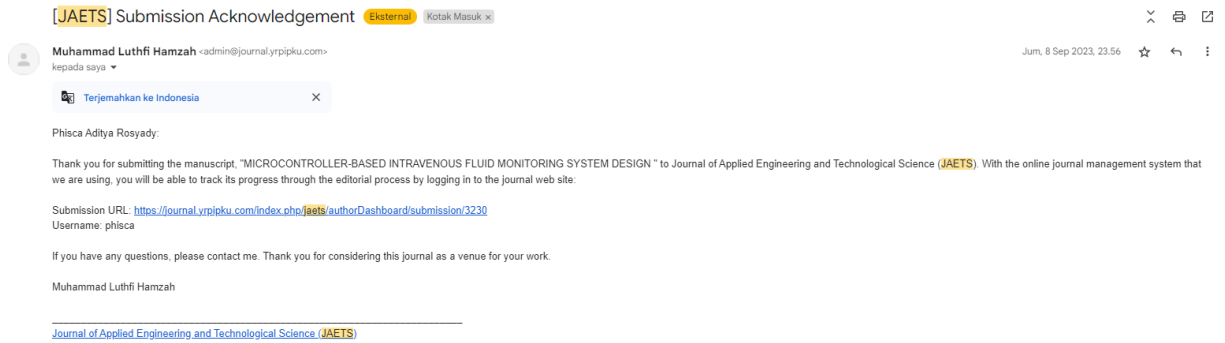 [JAETS] Submission Acknowledgement Eksternal Kotak Masuk ×
Muhammad Luthfi Hamzah <admin@journal.yrpipku.com> Jum, 8 Sep 2023, 23.56
kepada saya
Terjemahkan ke Indonesia
Phisca Aditya Rosyady:
Thank you for submitting the manuscript, "MICROCONTROLLER-BASED INTRAVENOUS FLUID MONITORING SYSTEM DESIGN " to Journal of Applied Engineering and Technological Science (JAETS). With the online journal management system that
we are using, you will be able to track its progress through the editorial process by logging in to the journal web site:
Submission URL: https://journal.yrpipku.com/index.php/jaets/authorDashboard/submission/3230
Username: phisca
If you have any questions, please contact me. Thank you for considering this journal as a venue for your work.
Muhammad Luthfi Hamzah
Journal of Applied Engineering and Technological Science (JAETS)